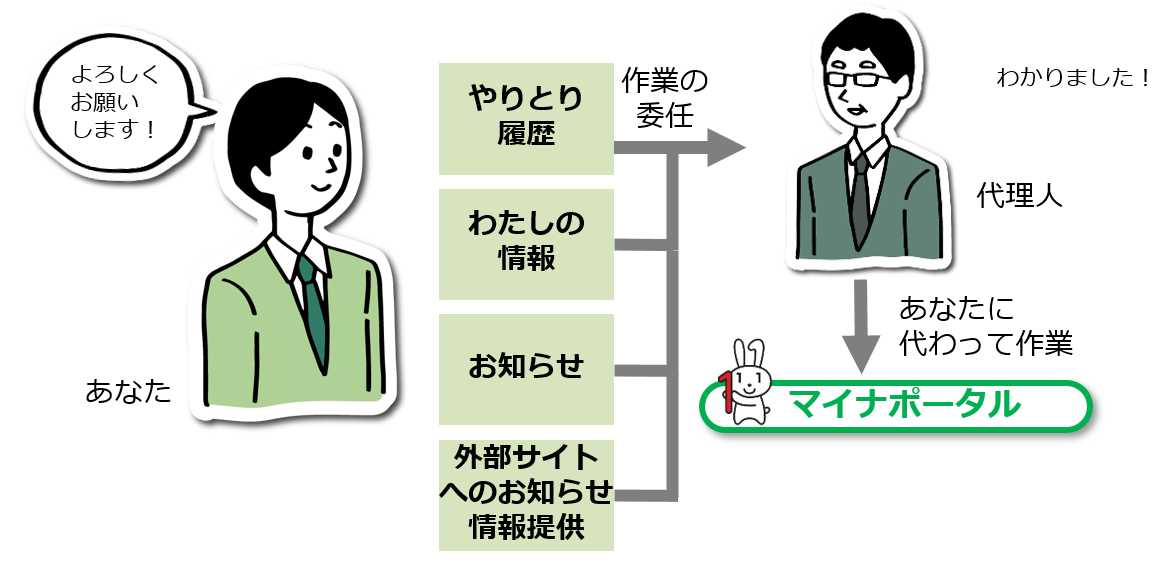 よろしく
お願い
します！
あなた
やりとり
履歴
わたしの
情報
お知らせ
外部サイト
へのお知らせ
情報提供
作業の
委任
わかりました！
代理人
あなたに
代わって作業
1
マイナポータル